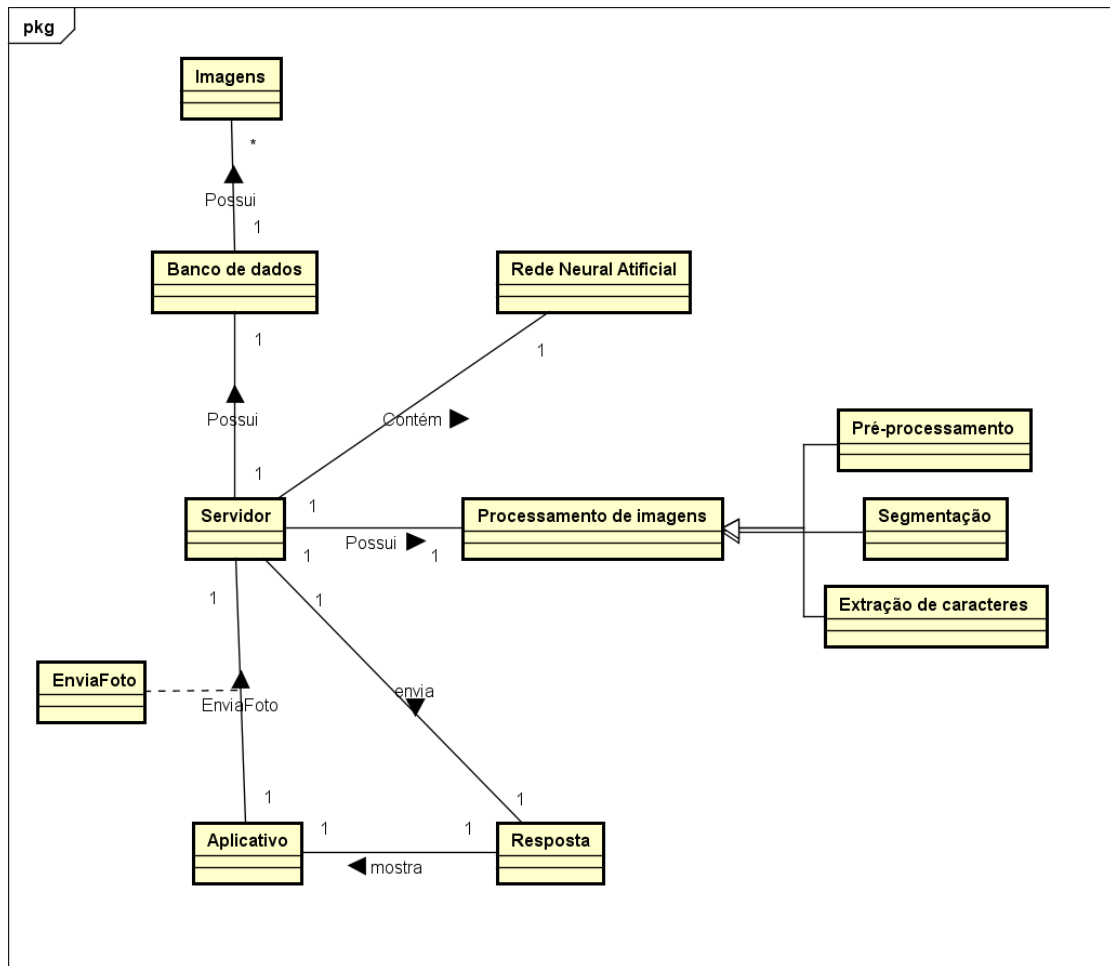 pkg
Imagens
*
Possui
1
Banco de dados
Rede Neural Atificial
1
1
Possui
Contém
1
Servidor
1
Processamento de imagens
Possui
1
1
1
1
Pré-processamento
Segmentação
Extração de caracteres
EnviaFoto
EnviaFoto
envia
1
1
Aplicativo
1
1
mostra
Resposta